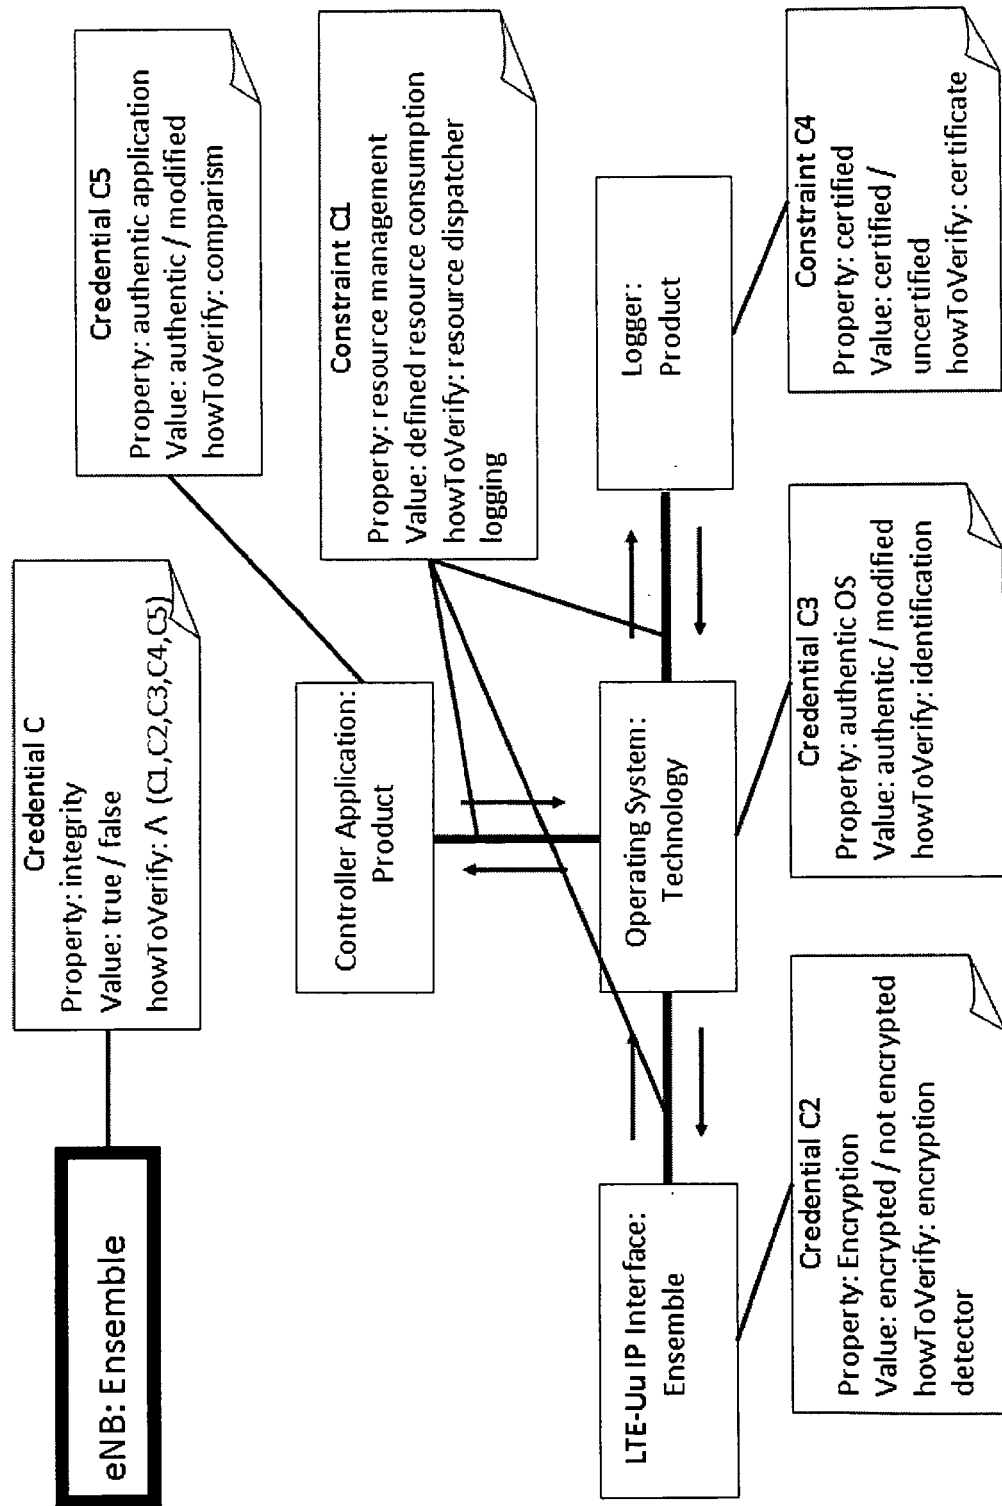 eNB: Ensemble
Credential C
Property: integrity
Value: true / false
howToVerify: Λ (C1,C2,C3,C4,C5)
Credential C5
Property: authentic application
Value: authentic / modified
howToVerify: comparism
Controller Application:
Product
Constraint C1
Property: resource management
Value: defined resource consumption
howToVerify: resource dispatcher
logging
LTE-Uu IP Interface:
Ensemble
Operating System:
Technology
Logger:
Product
Credential C2
Property: Encryption
Value: encrypted / not encrypted
howToVerify: encryption
detector
Credential C3
Property: authentic OS
Value: authentic / modified
howToVerify: identification
Constraint C4
Property: certified
Value: certified /
uncertified
howToVerify: certificate